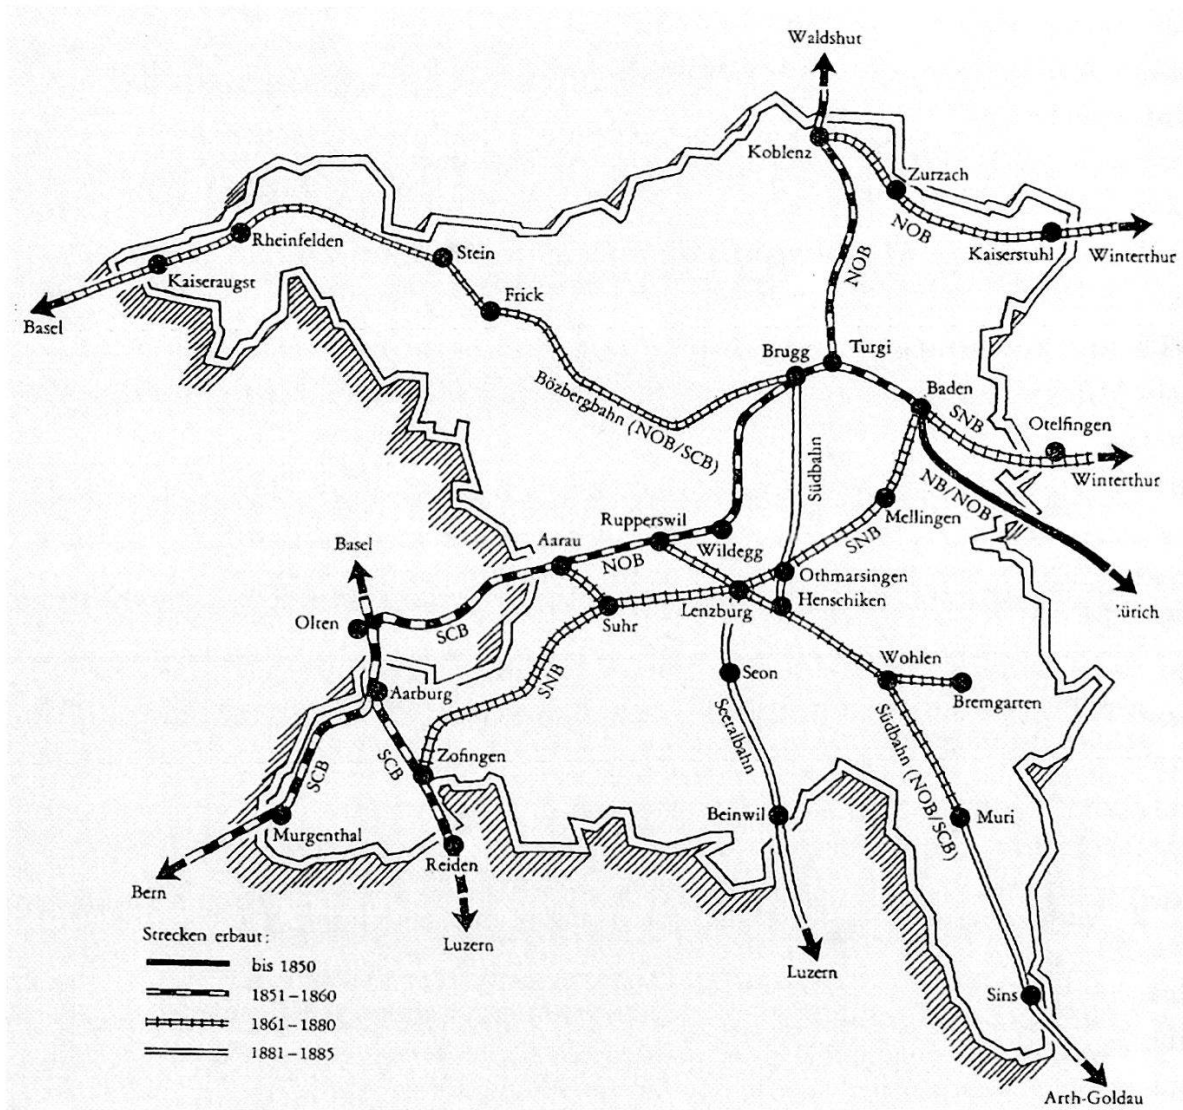 Waldshut
Koblenz
Zurzach
NOB
Kaiserstuhl
Winterthur
Rheinfelden
Stein
Kaiseraugst
Frick
Basel
NOB
Bözbergbahn (NOB/SCB)
Brugg
Turgi
Baden
SNB
Otelfingen
Winterthur
Südbahn
NB/NOB
Mellingen
SNB
Rupperswil
Wildegg
Aarau
NOB
Basel
Othmarsingen
Henschiken
Lenzburg
Zürich
Olten
SCB
Suhr
SNB
Aarburg
Seon
Wohlen
Bremgarten
Seetalbahn
Südbahn (NOB/SCB)
SCB
SCB
Zofingen
Murgenthal
Reiden
Beinwil
Muri
Bern
Luzern
Luzern
Sins
Arth-Goldau
Strecken erbaut:
bis 1850
1851–1860
1861–1880
1881–1885